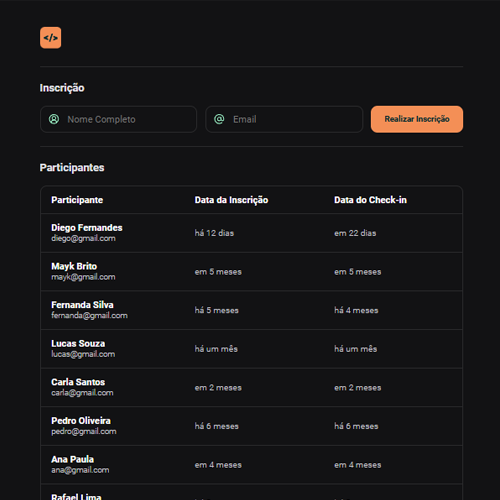 </>
Inscrição
Nome Completo
Email
Realizar Inscrição
Participantes
Participante Data da Inscrição Data do Check-in
Diego Fernandes
diego@gmail.com
há 12 dias em 22 dias
Mayk Brito
mayk@gmail.com
em 5 meses em 5 meses
Fernanda Silva
fernanda@gmail.com
há 5 meses há 4 meses
Lucas Souza
lucas@gmail.com
há um mês há um mês
Carla Santos
carla@gmail.com
em 2 meses em 2 meses
Pedro Oliveira
pedro@gmail.com
há 6 meses há 6 meses
Ana Paula
ana@gmail.com
em 4 meses em 4 meses
Rafael Lima